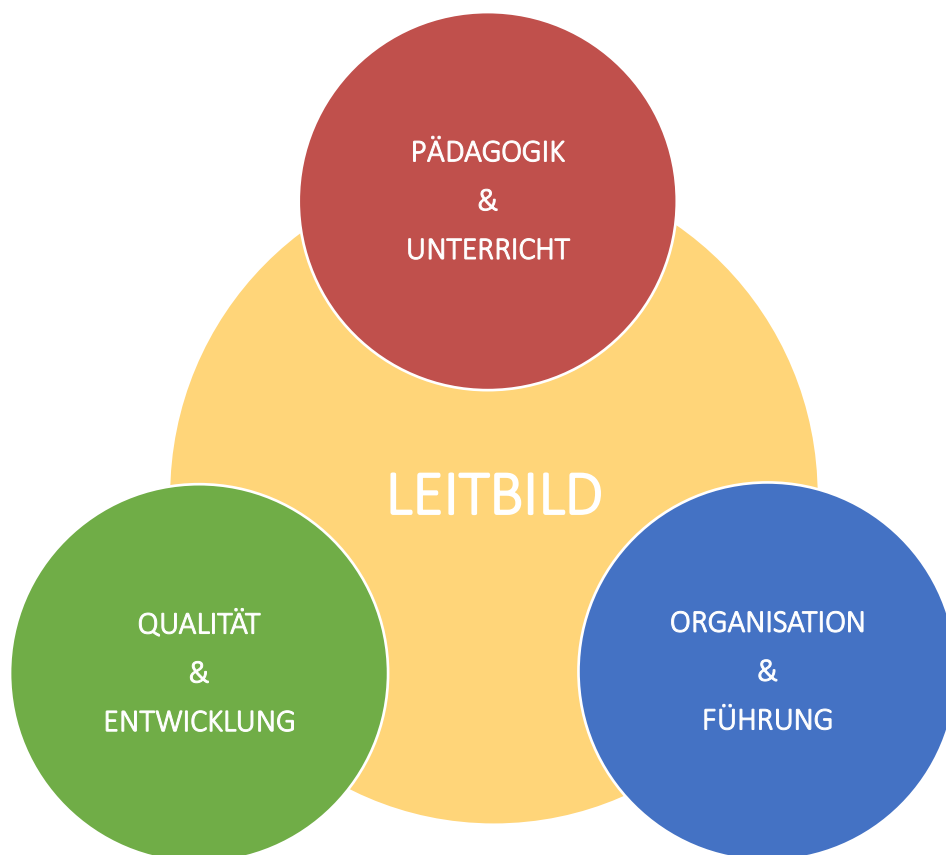 PÄDAGOGIK
&
UNTERRICHT
LEITBILD
QUALITÄT
&
ENTWICKLUNG
ORGANISATION
&
FÜHRUNG